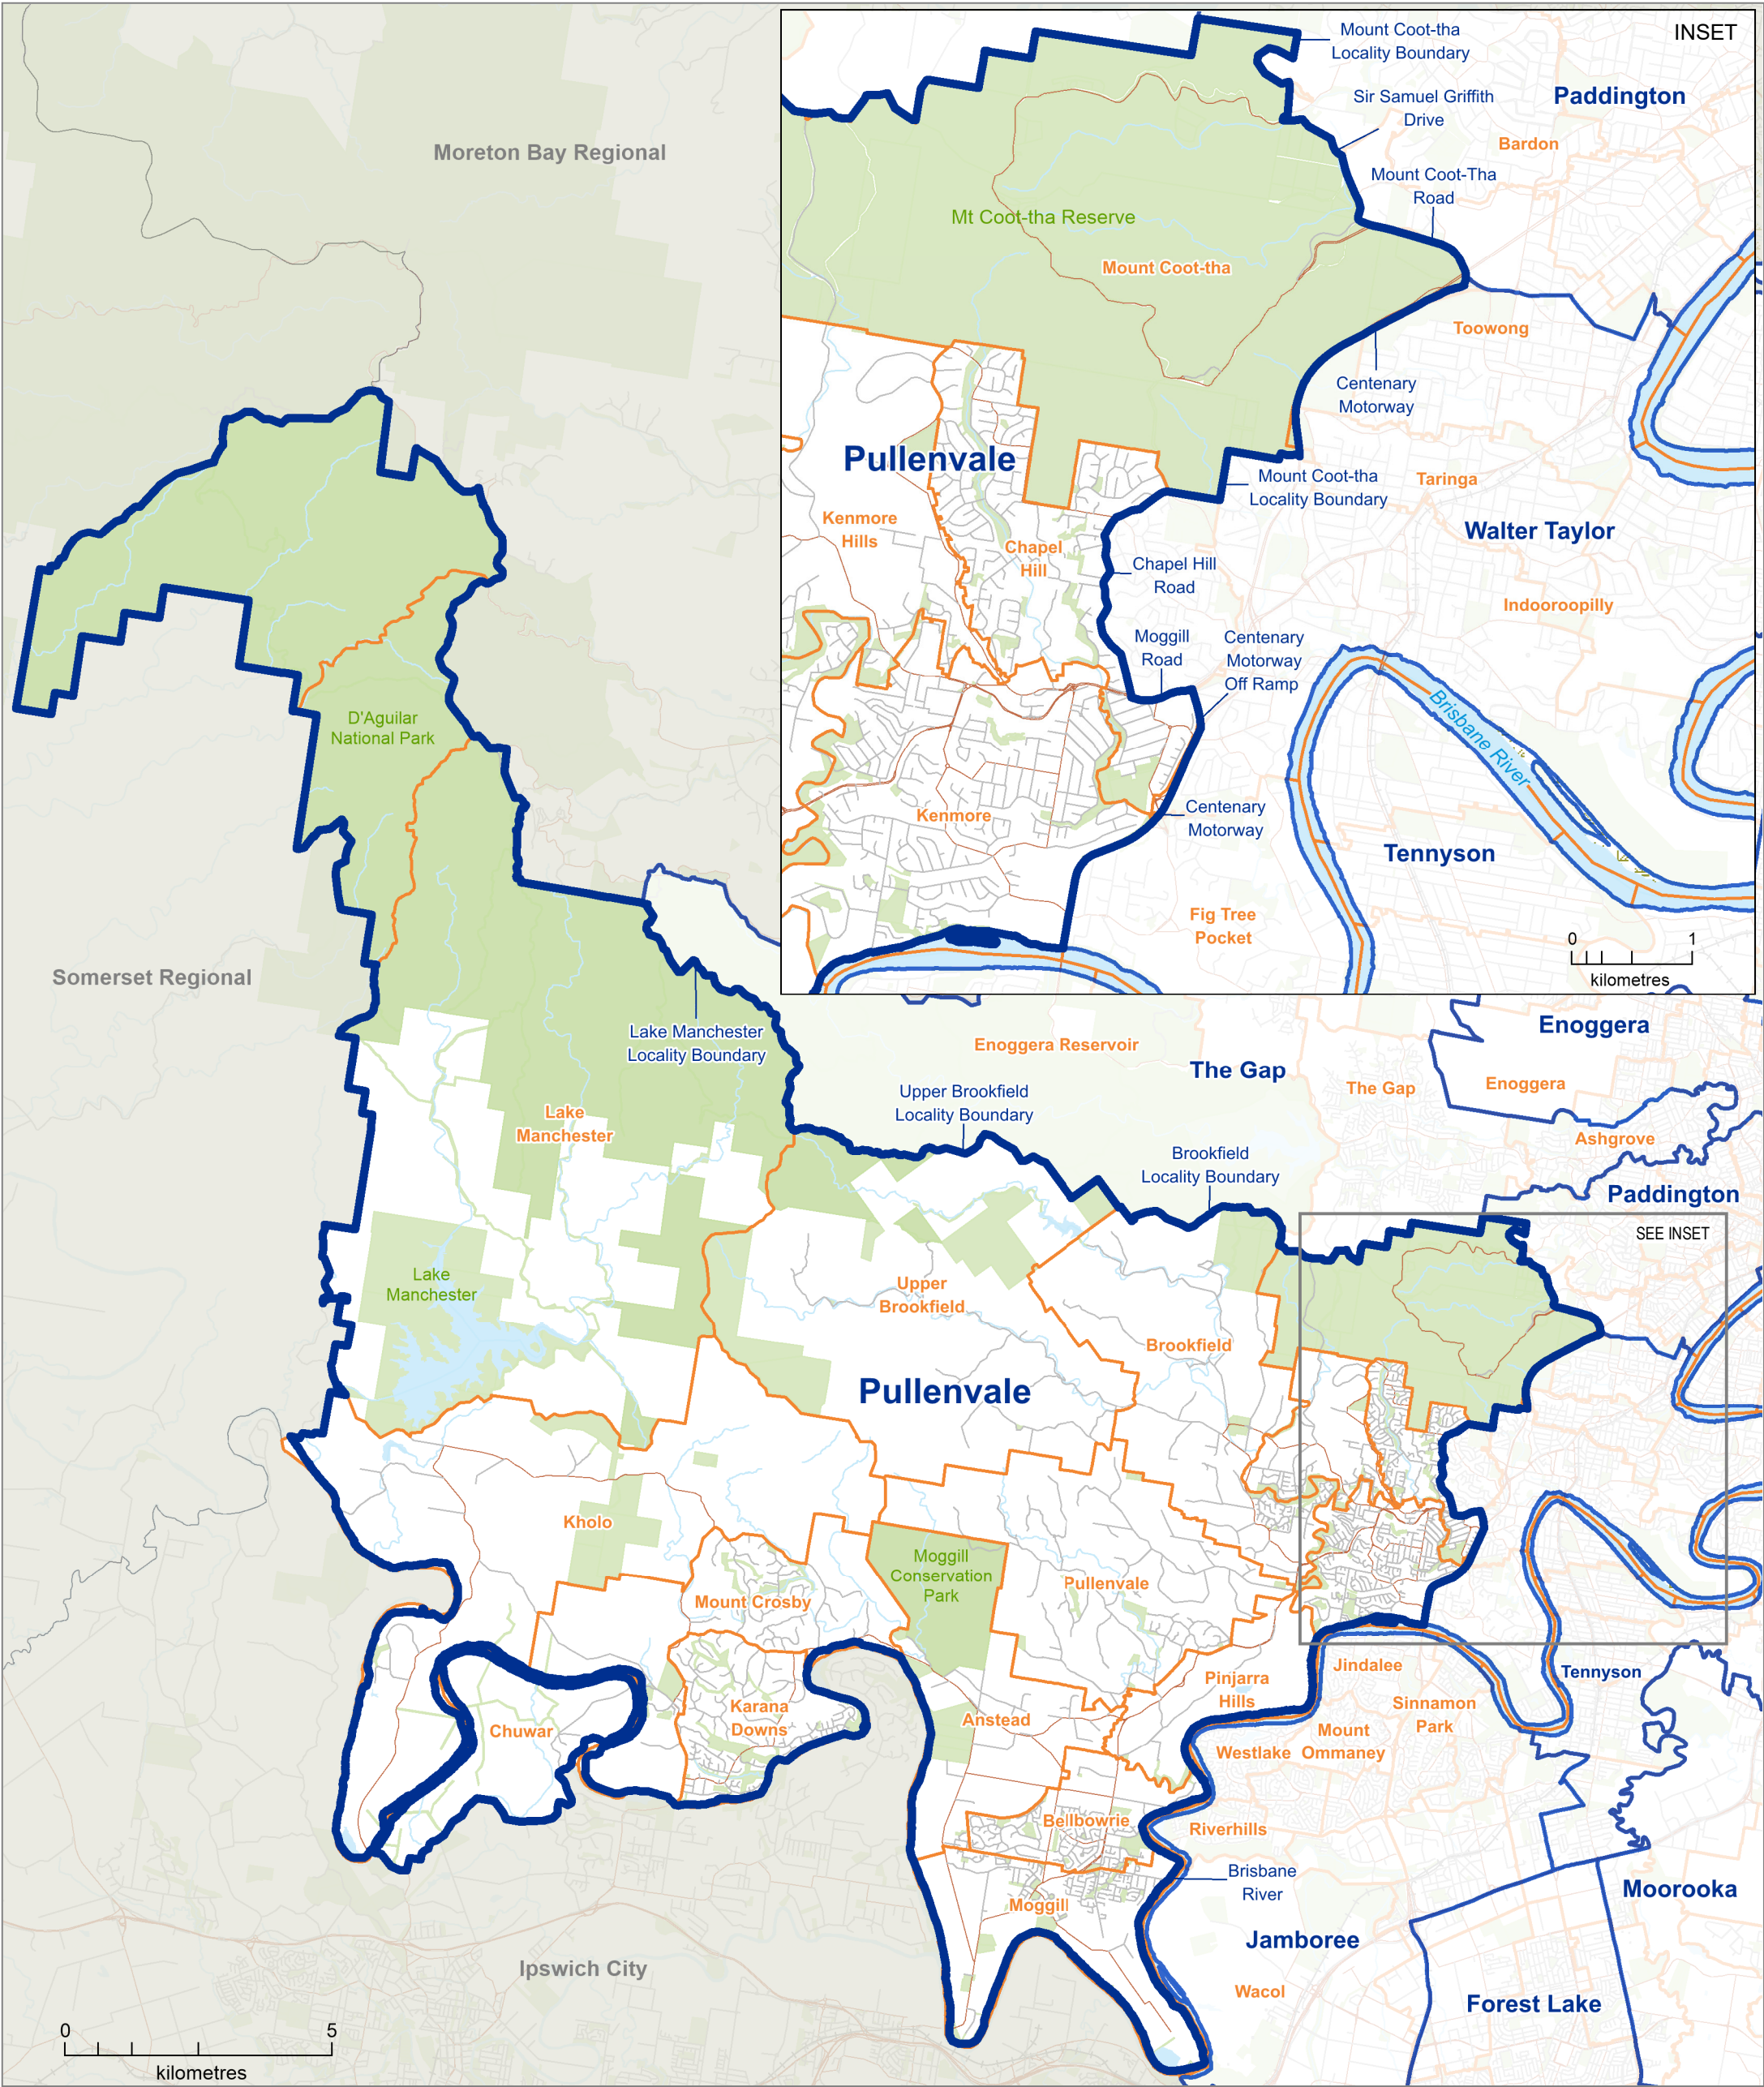 INSET
Mount Coot-tha
Locality Boundary
Sir Samuel Griffith
Drive
Paddington
Bardon
Mount Coot-Tha
Road
Mt Coot-tha Reserve
Mount Coot-tha
Toowong
Centenary
Motorway
Pullenvale
Mount Coot-tha
Locality Boundary
Taringa
Walter Taylor
Kenmore
Hills
Chapel
Hill
Chapel Hill
Road
Indooroopilly
Moggill
Road
Centenary
Motorway
Off Ramp
Brisbane River
Kenmore
Centenary
Motorway
Tennyson
Fig Tree
Pocket
0 1
kilometres
Moreton Bay Regional
D'Aguilar
National Park
Somerset Regional
Lake Manchester
Locality Boundary
Enoggera Reservoir
The Gap
Enoggera
The Gap
Enoggera
Upper Brookfield
Locality Boundary
Ashgrove
Lake
Manchester
Brookfield
Locality Boundary
Paddington
SEE INSET
Lake
Manchester
Upper
Brookfield
Brookfield
Pullenvale
Kholo
Moggill
Conservation
Park
Pullenvale
Mount Crosby
Jindalee
Tennyson
Pinjarra
Hills
Sinnamon
Park
Karana
Downs
Anstead
Chuwar
Mount
Ommaney
Westlake
Bellbowrie
Riverhills
Brisbane
River
Moorooka
Moggill
Jamboree
Ipswich City
Wacol
Forest Lake
0 5
kilometres